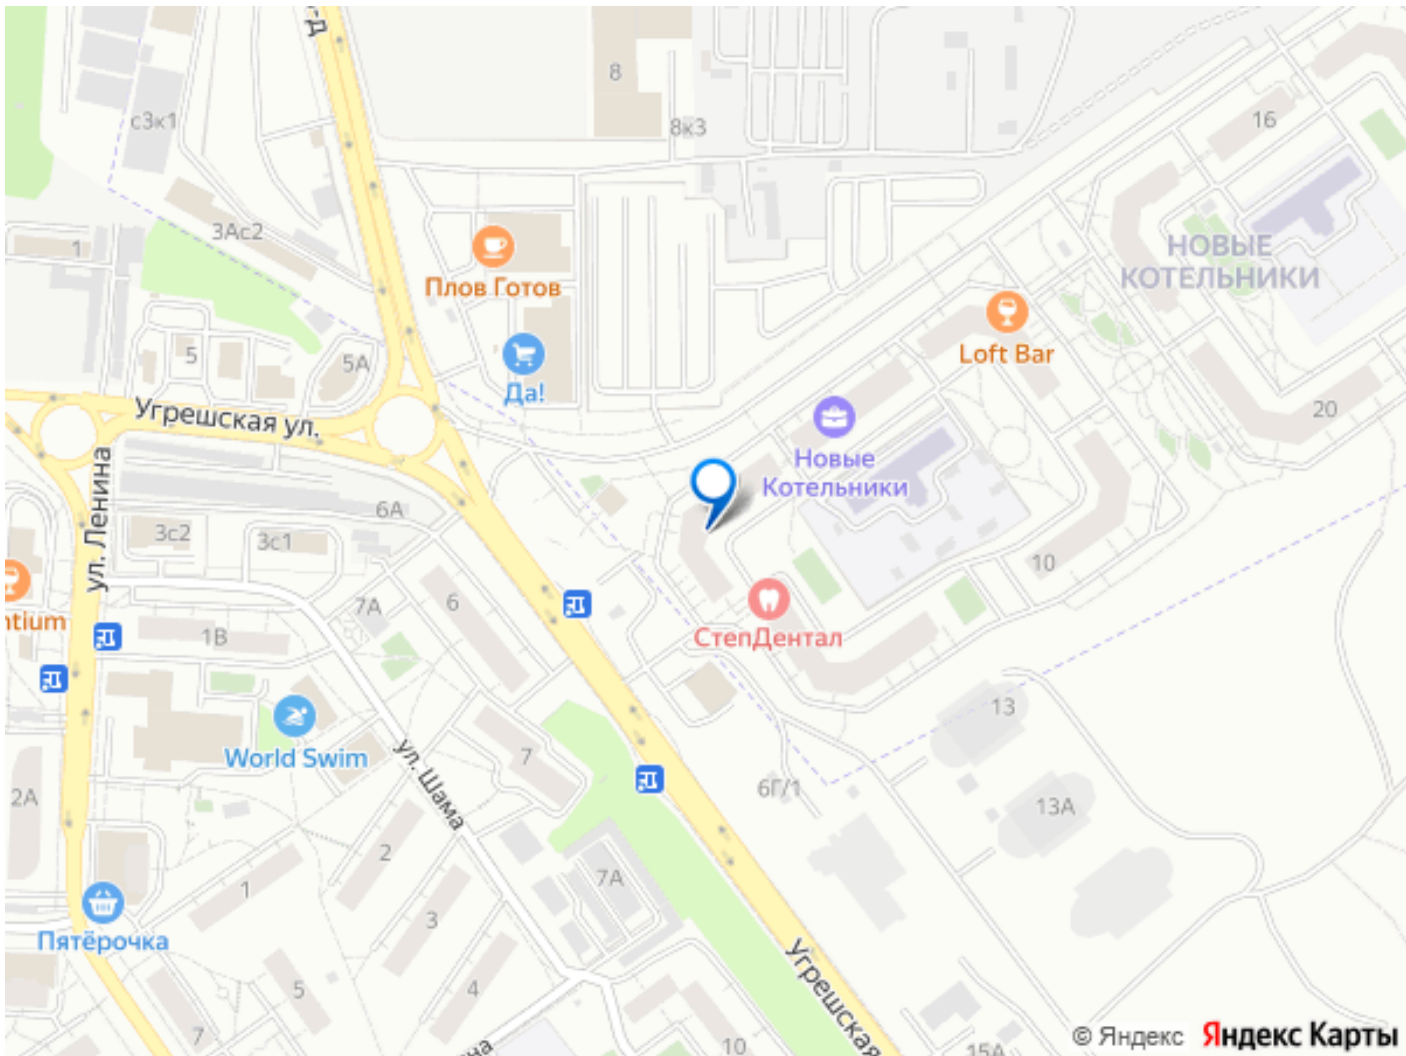 -д
8
с3к1
8к3
16
3Ас2
1
НОВЫЕ
КОТЕЛЬНИКИ
Плов Готов
5
5А
Loft Bar
Да!
Угрешская ул.
20
Новые
Котельники
ул. Ленина
6А
3с2
3с1
10
7А
6
ntium
1В
СтепДентал
World Swim
7
13
ул. Шама
6Г/1
2А
13А
2
7А
1
3
Пятёрочка
Угрешская
5
4
7
10
на
15А
© Яндекс
Яндекс Карты